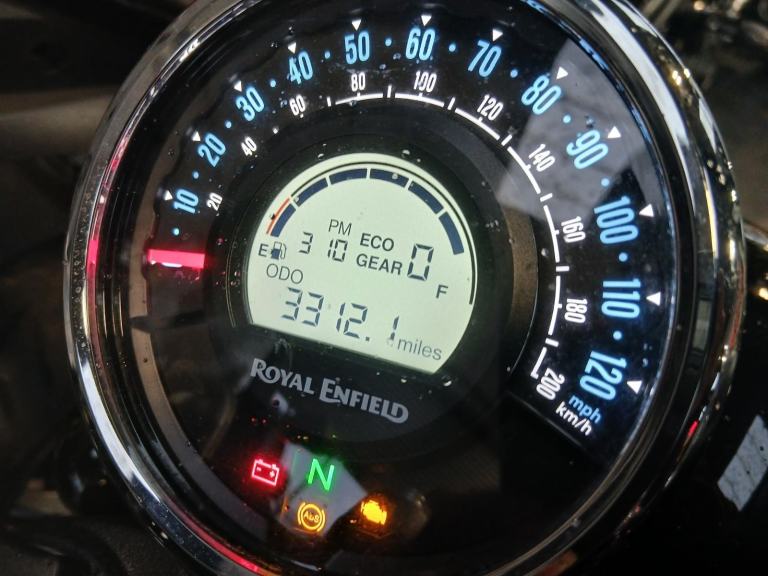 10 20 30 40 50 60 70 80 90 100 110 120
mph
20 40 60 80 100 120 140 160 180 200
km/h
PM
3 10 ECO
GEAR 0
E F
ODO
3312.1 miles
ROYAL ENFIELD
N
ABS